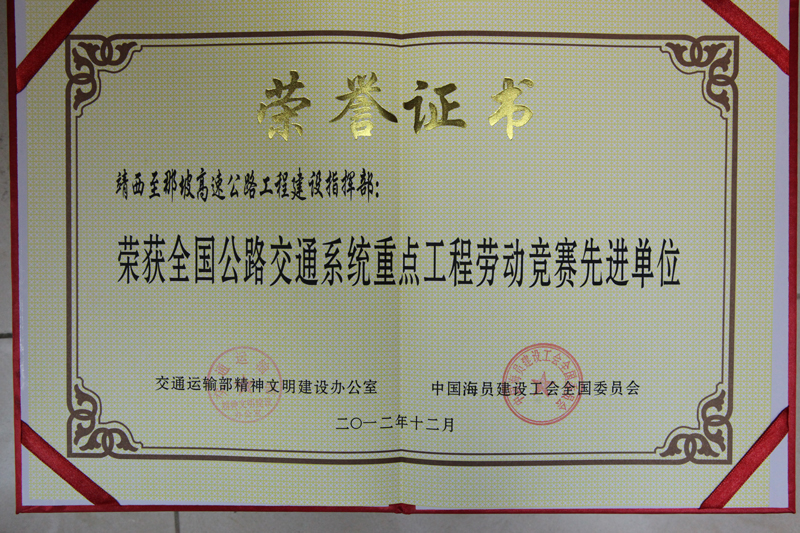 荣誉证书
靖西至那坡高速公路工程建设指挥部：
荣获全国公路交通系统重点工程劳动竞赛先进单位
交通运输部精神文明建设办公室
中国海员建设工会全国委员会
二〇一二年十二月